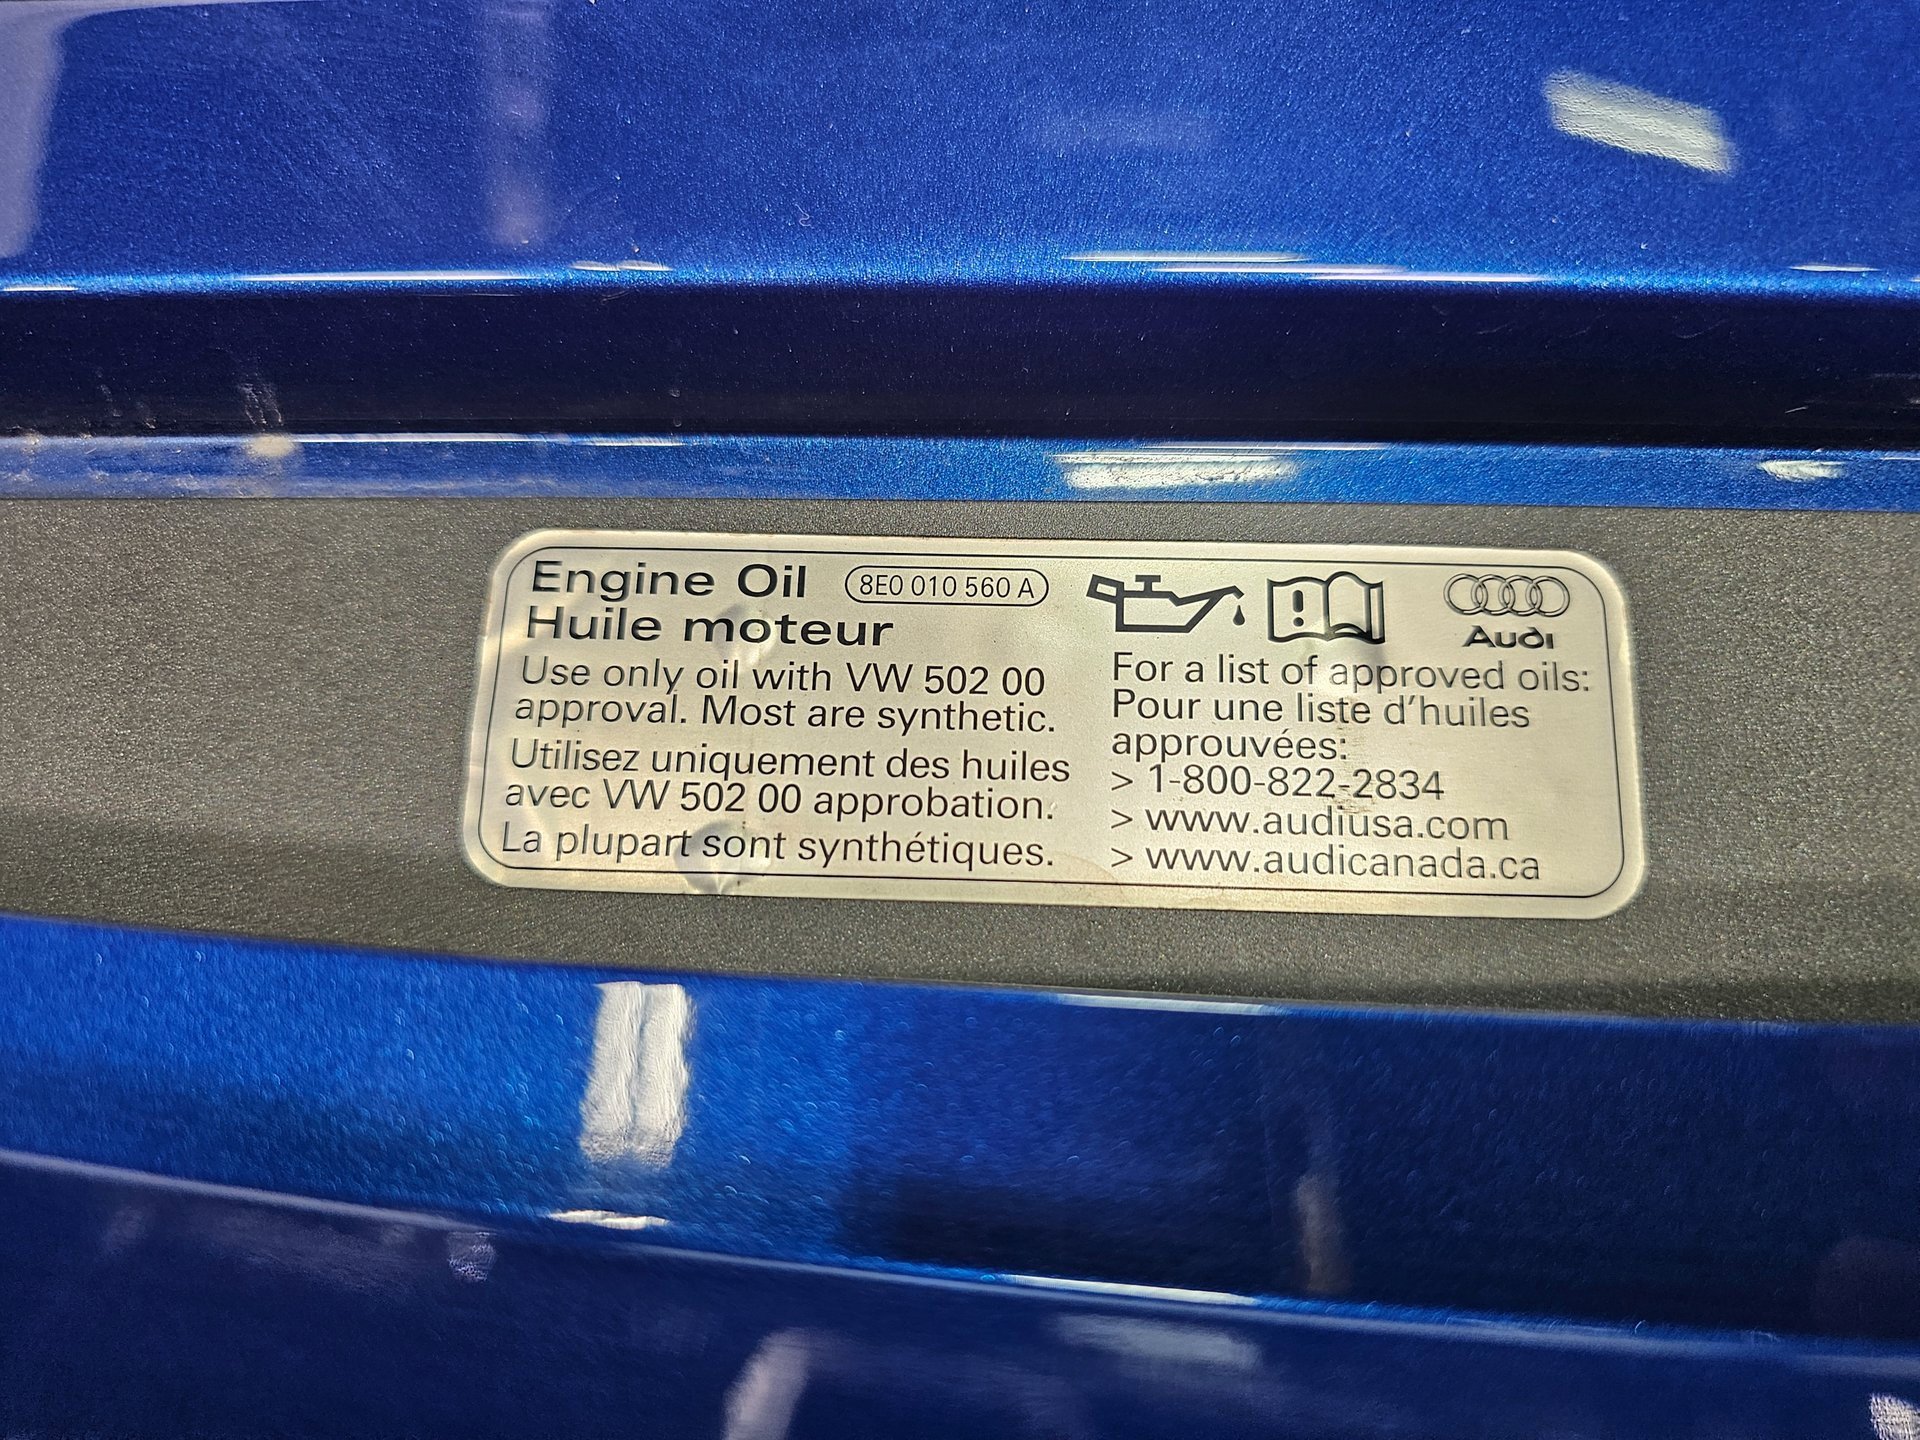 Engine Oil 8E0 010 560 A
Huile moteur
Use only oil with VW 502 00
approval. Most are synthetic.
Utilisez uniquement des huiles
avec VW 502 00 approbation.
La plupart sont synthétiques.
Audi
For a list of approved oils:
Pour une liste d'huiles
approuvées:
> 1-800-822-2834
> www.audiusa.com
> www.audicanada.ca